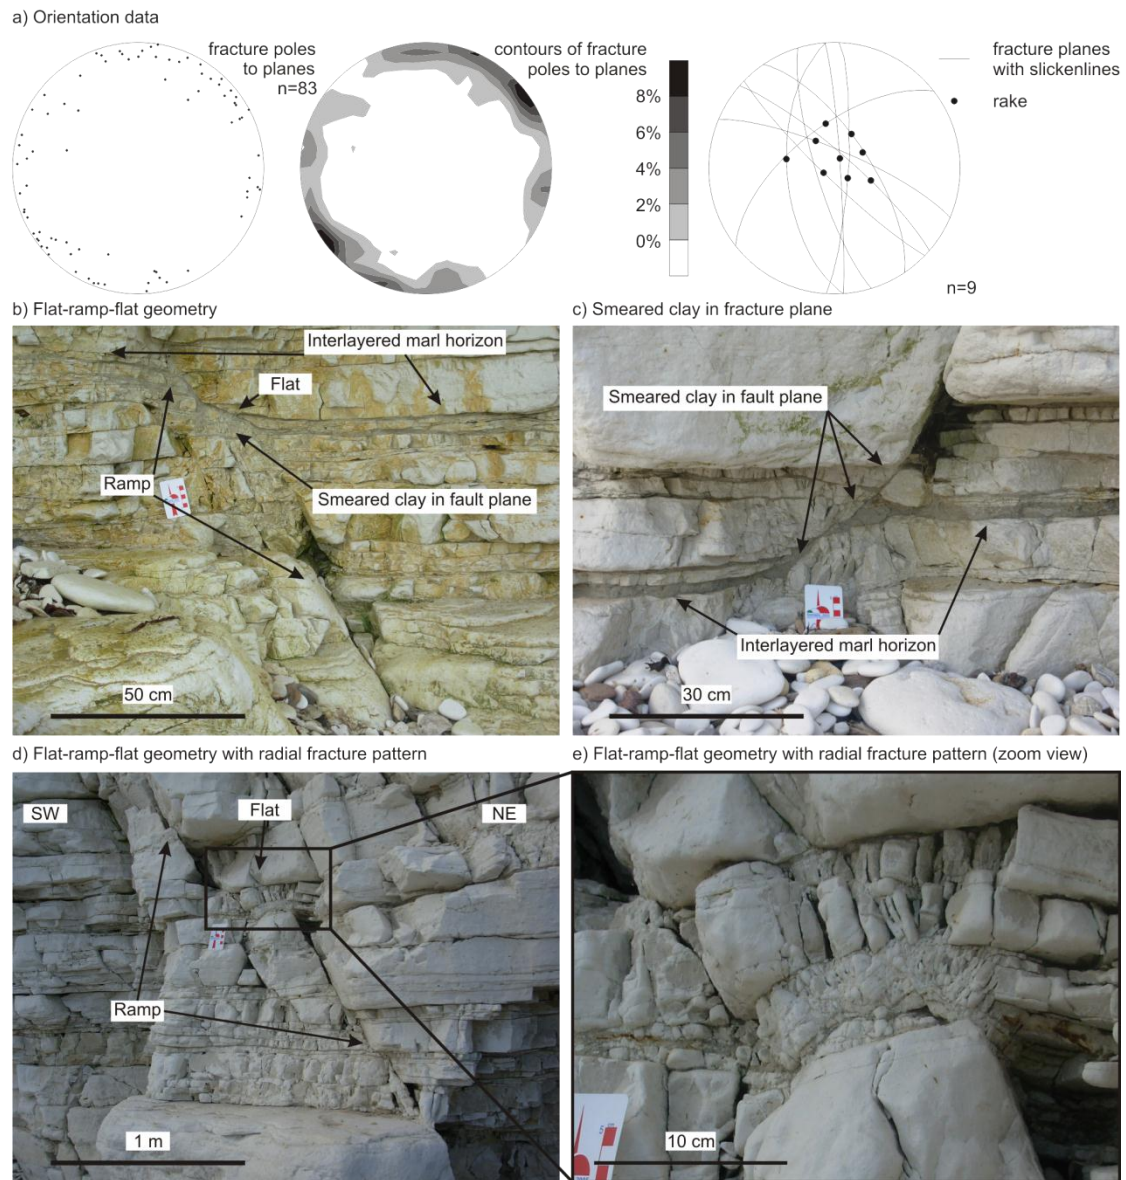 a) Orientation data
fracture poles
to planes
n=83
contours of fracture
poles to planes
8%
6%
4%
2%
0%
fracture planes
with slickenlines
rake
n=9
b) Flat-ramp-flat geometry
Interlayered marl horizon
Flat
Ramp
Smeared clay in fault plane
50 cm
c) Smeared clay in fracture plane
Smeared clay in fault plane
Interlayered marl horizon
30 cm
d) Flat-ramp-flat geometry with radial fracture pattern
SW
Flat
NE
Ramp
1 m
e) Flat-ramp-flat geometry with radial fracture pattern (zoom view)
5
10 cm